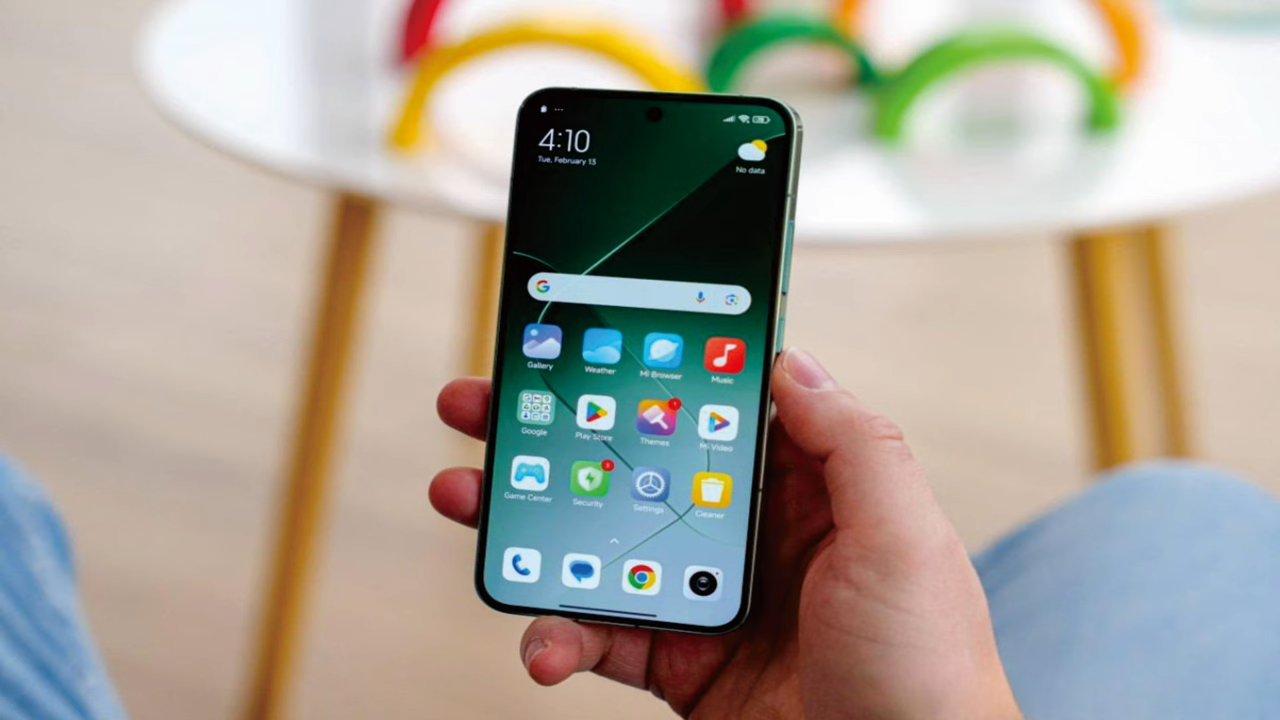 4:10
Tue, February 13
No data
Gallery
Weather
Mi Browser
Music
Google
Play Store
Themes
Mi Video
Game Center
Security
Settings
Cleaner